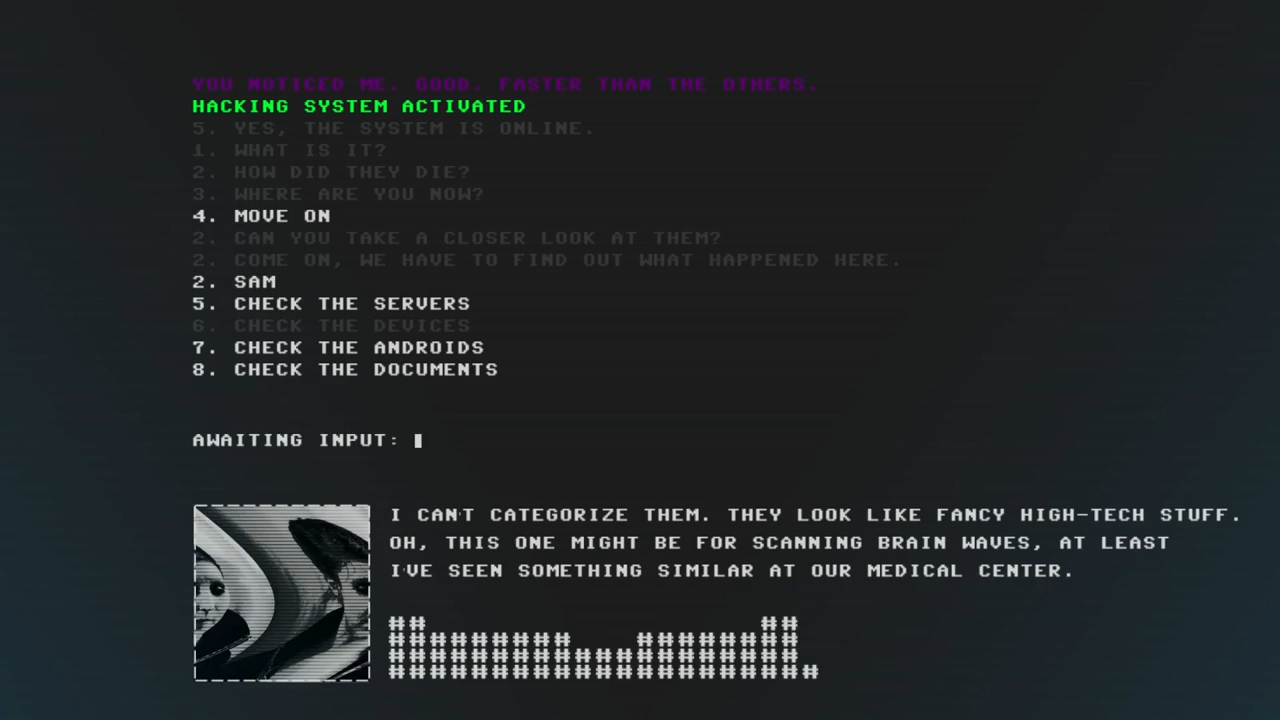 YOU NOTICED ME. GOOD. FASTER THAN THE OTHERS.
HACKING SYSTEM ACTIVATED
5. YES, THE SYSTEM IS ONLINE.
1. WHAT IS IT?
2. HOW DID THEY DIE?
3. WHERE ARE YOU NOW?
4. MOVE ON
2. CAN YOU TAKE A CLOSER LOOK AT THEM?
2. COME ON, WE HAVE TO FIND OUT WHAT HAPPENED HERE.
2. SAM
5. CHECK THE SERVERS
6. CHECK THE DEVICES
7. CHECK THE ANDROIDS
8. CHECK THE DOCUMENTS
AWAITING INPUT:
I CAN'T CATEGORIZE THEM. THEY LOOK LIKE FANCY HIGH-TECH STUFF.
OH, THIS ONE MIGHT BE FOR SCANNING BRAIN WAVES, AT LEAST
I'VE SEEN SOMETHING SIMILAR AT OUR MEDICAL CENTER.